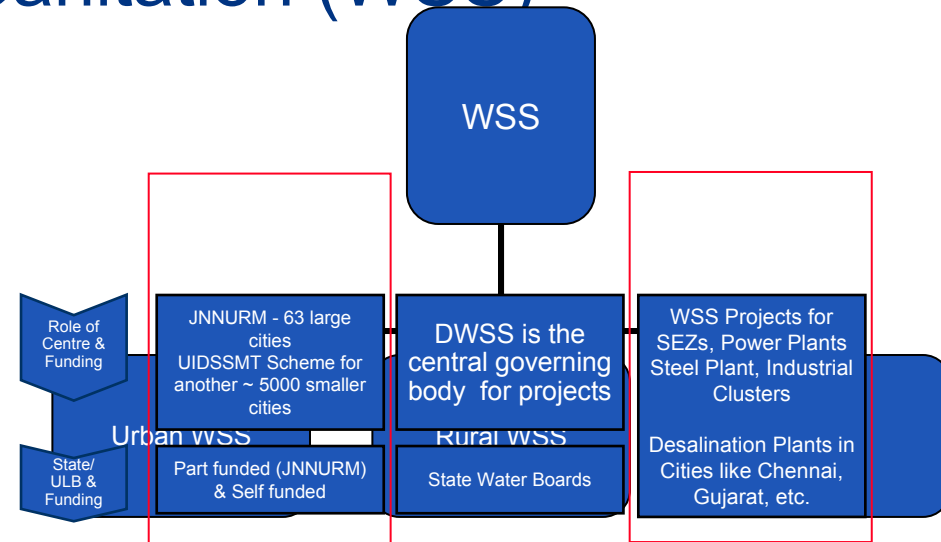 Sanitation (WSS)
WSS
Role of
Centre &
Funding
JNNURM - 63 large
cities
UIDSSMT Scheme for
another ~ 5000 smaller
cities
DWSS is the
central governing
body for projects
WSS Projects for
SEZs, Power Plants
Steel Plant, Industrial
Clusters
Desalination Plants in
Cities like Chennai,
Gujarat, etc.
Urban WSS
Rural WSS
State/
ULB &
Funding
Part funded (JNNURM)
& Self funded
State Water Boards